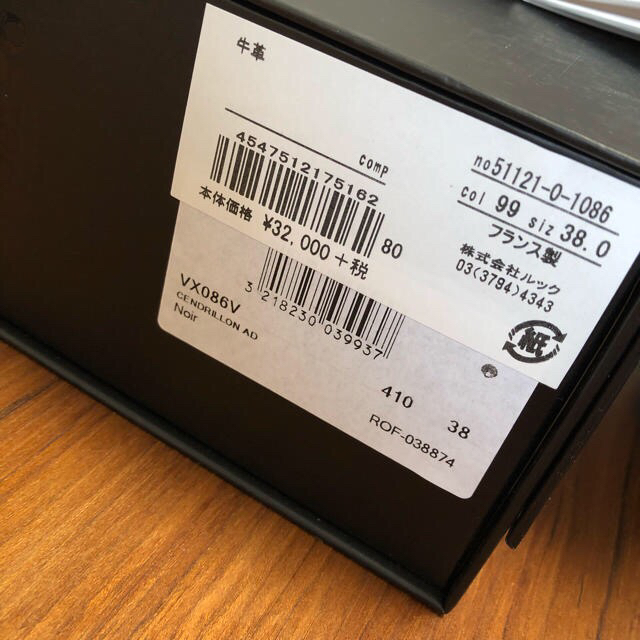 牛革
comp
4547512175162
80
本体価格 ¥32,000+税
no51121-0-1086
col 99 siz 38.0
フランス製
株式会社ルック
03(3794)4343
紙
VX086V
CENDRILLON AD
Noir
3 218230 039937
410 38
ROF-038874